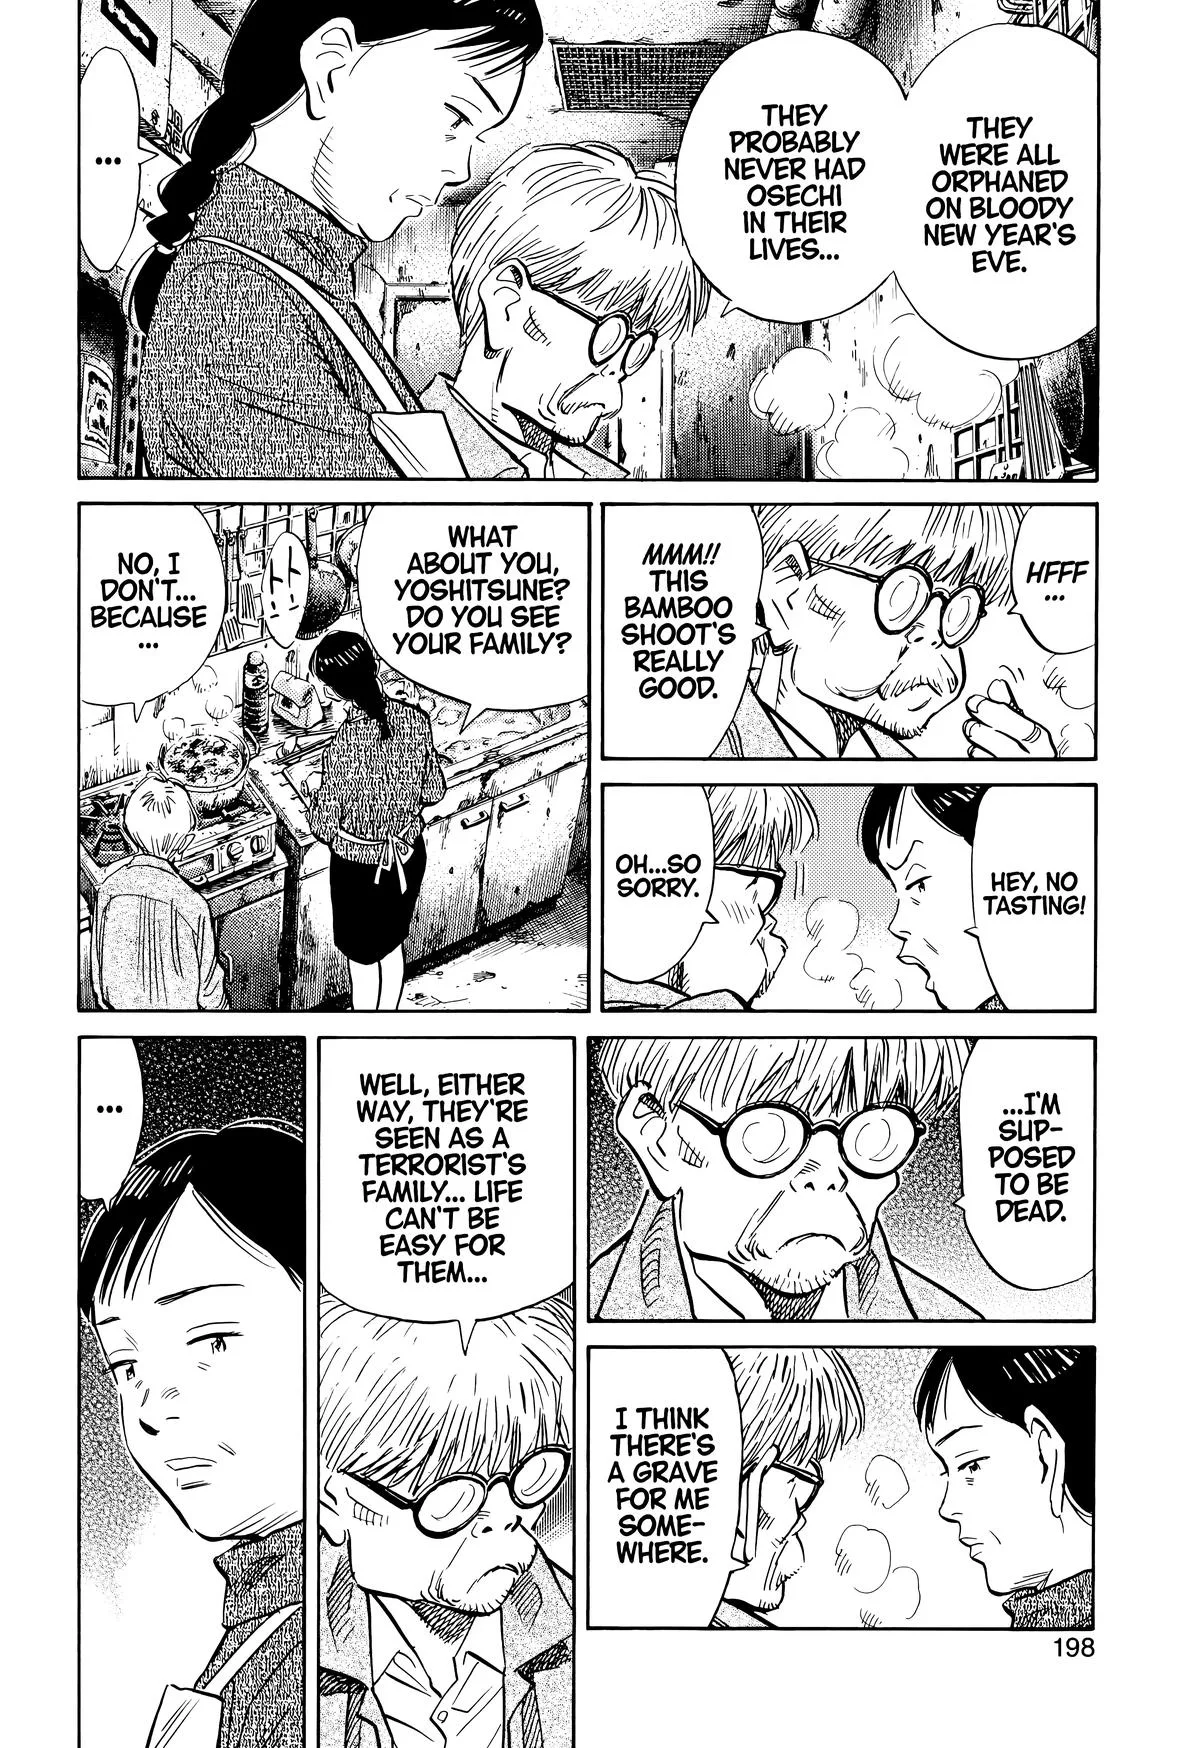 THEY
WERE ALL
ORPHANED
ON BLOODY
NEW YEAR'S
EVE.
THEY
PROBABLY
NEVER HAD
OSECHI
IN THEIR
LIVES...
...
HFFF
...
MMM!!
THIS
BAMBOO
SHOOT'S
REALLY
GOOD.
HEY, NO
TASTING!
OH...SO
SORRY.
WHAT
ABOUT YOU,
YOSHITSUNE?
DO YOU SEE
YOUR FAMILY?
トト
NO, I
DON'T...
BECAUSE
...
...I'M
SUP-
POSED
TO BE
DEAD.
I THINK
THERE'S
A GRAVE
FOR ME
SOME-
WHERE.
WELL, EITHER
WAY, THEY'RE
SEEN AS A
TERRORIST'S
FAMILY... LIFE
CAN'T BE
EASY FOR
THEM...
...
198